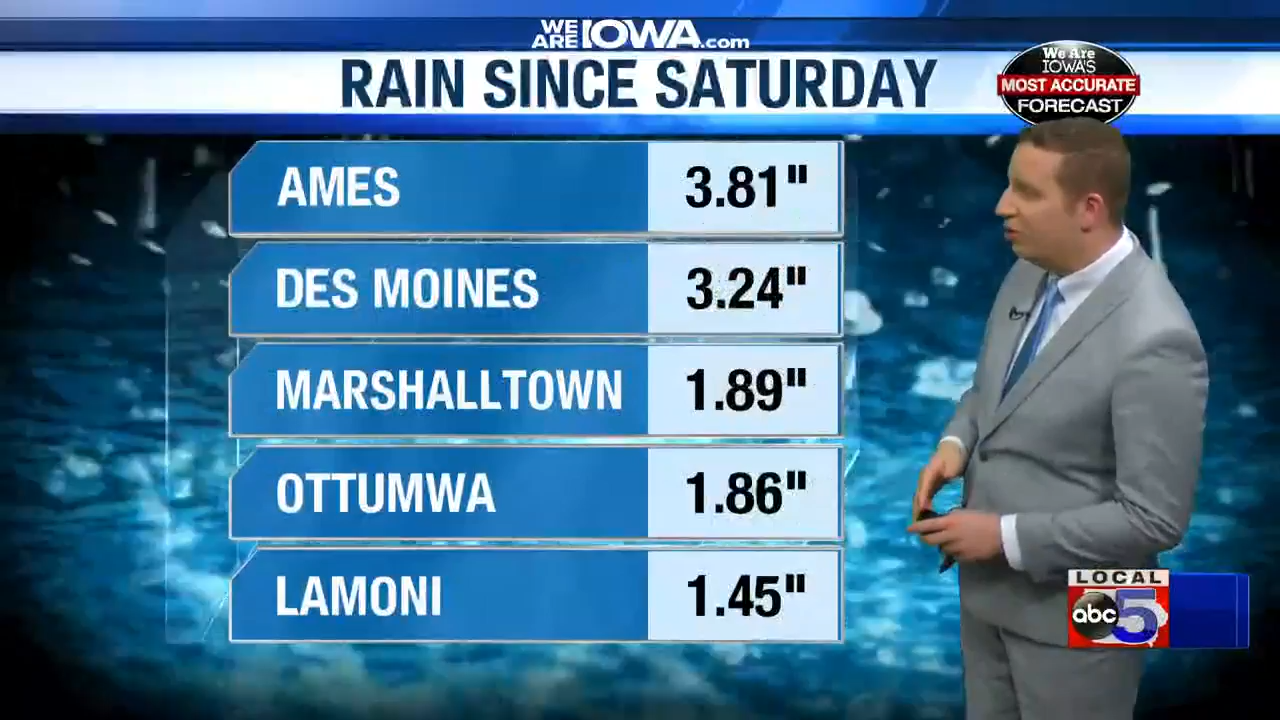 WE ARE IOWA.com
RAIN SINCE SATURDAY
We Are
IOWA'S
MOST ACCURATE
FORECAST
AMES 3.81"
DES MOINES 3.24"
MARSHALLTOWN 1.89"
OTTUMWA 1.86"
LAMONI 1.45"
LOCAL
abc 5